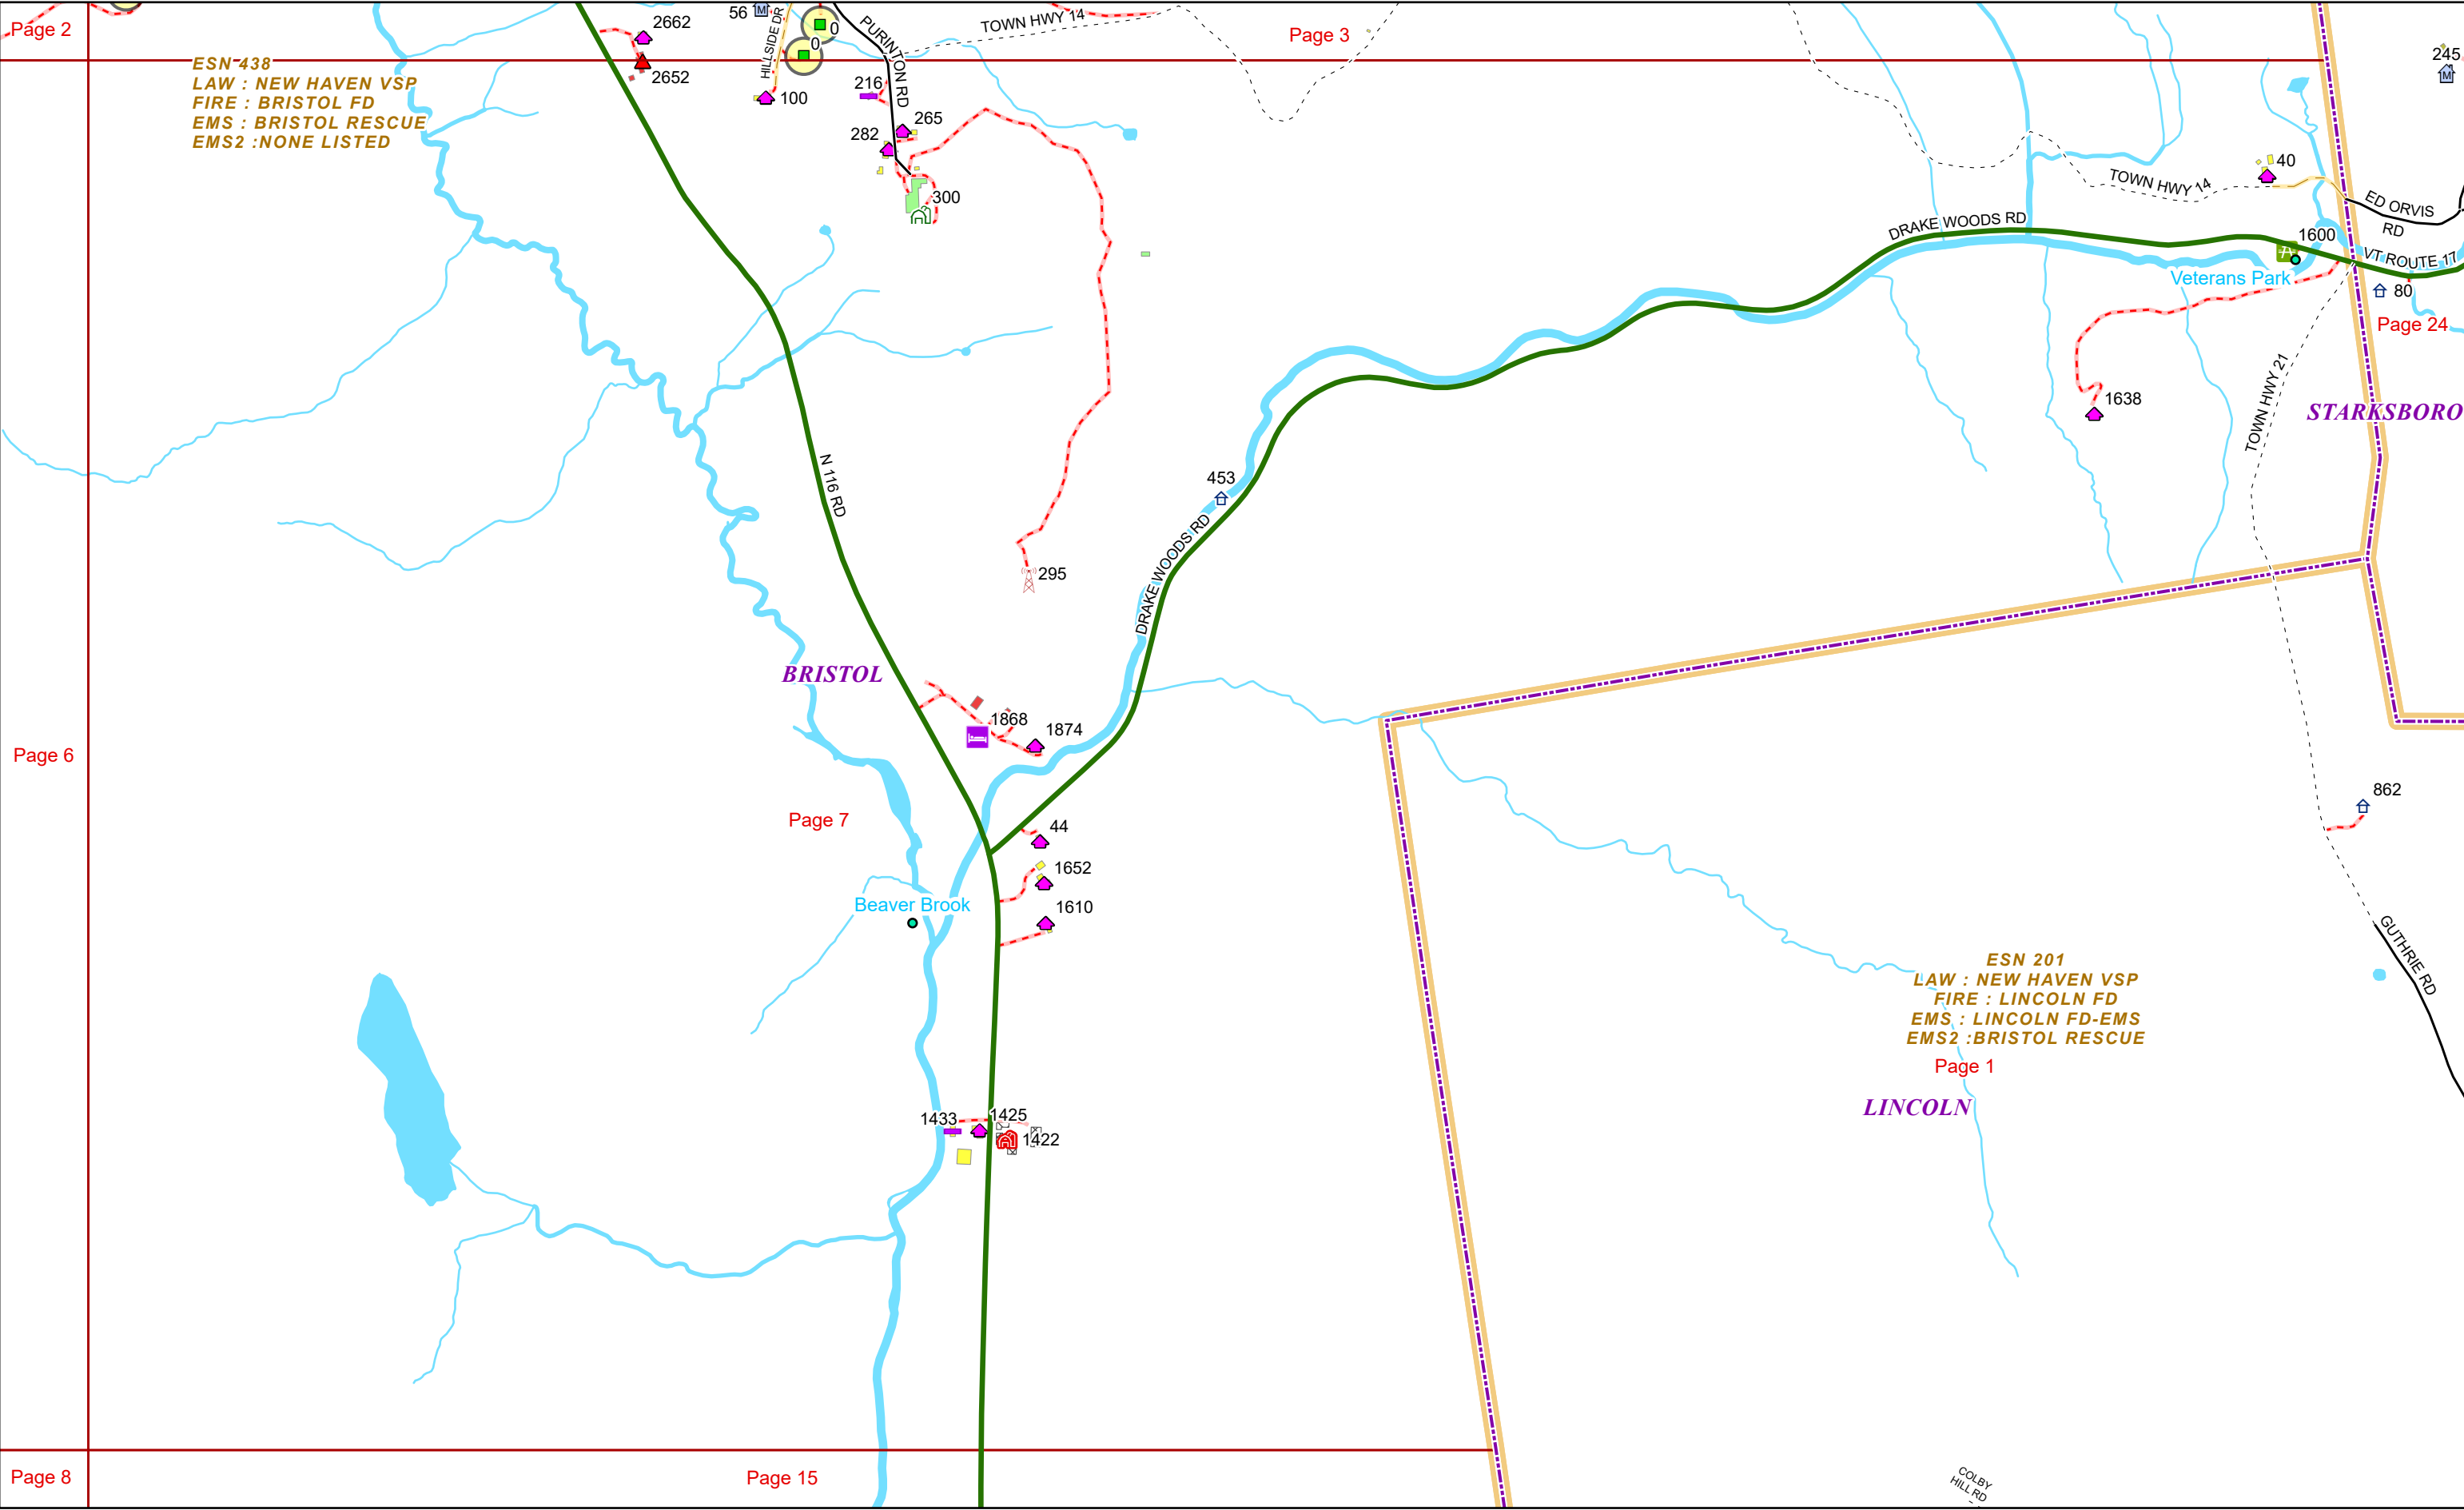 Page 2
2662
2652
56
M
HILLSIDE DR
0
0
PURINTON RD
TOWN HWY 14
Page 3
245
M
ESN 438
LAW : NEW HAVEN VSP
FIRE : BRISTOL FD
EMS : BRISTOL RESCUE
EMS2 :NONE LISTED
100
216
265
282
300
40
TOWN HWY 14
ED ORVIS
RD
DRAKE WOODS RD
1600
VT ROUTE 17
Veterans Park
80
Page 24
1638
TOWN HWY 21
STARKSBORO
N 116 RD
453
DRAKE WOODS RD
295
BRISTOL
1868
1874
Page 6
Page 7
44
862
1652
Beaver Brook
1610
GUTHRIE RD
ESN 201
LAW : NEW HAVEN VSP
FIRE : LINCOLN FD
EMS : LINCOLN FD-EMS
EMS2 :BRISTOL RESCUE
Page 1
LINCOLN
1433
1425
1422
Page 8
Page 15
COLBY
HILL RD